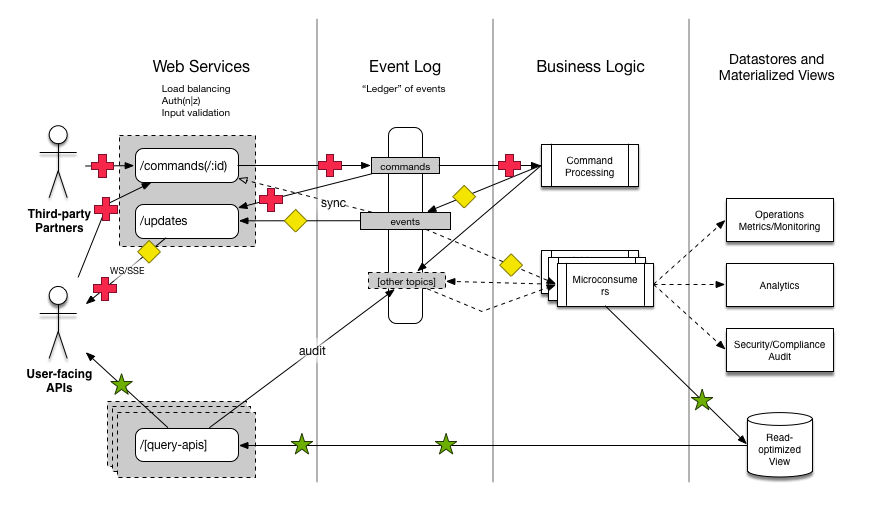 Web Services
Load balancing
Auth(n|z)
Input validation
Event Log
“Ledger” of events
Business Logic
Datastores and
Materialized Views
Third-party
Partners
/commands(/:id)
/updates
WS/SSE
User-facing
APIs
/[query-apis]
sync
audit
commands
events
[other topics]
Command
Processing
Microconsume
rs
Operations
Metrics/Monitoring
Analytics
Security/Compliance
Audit
Read-
optimized
View